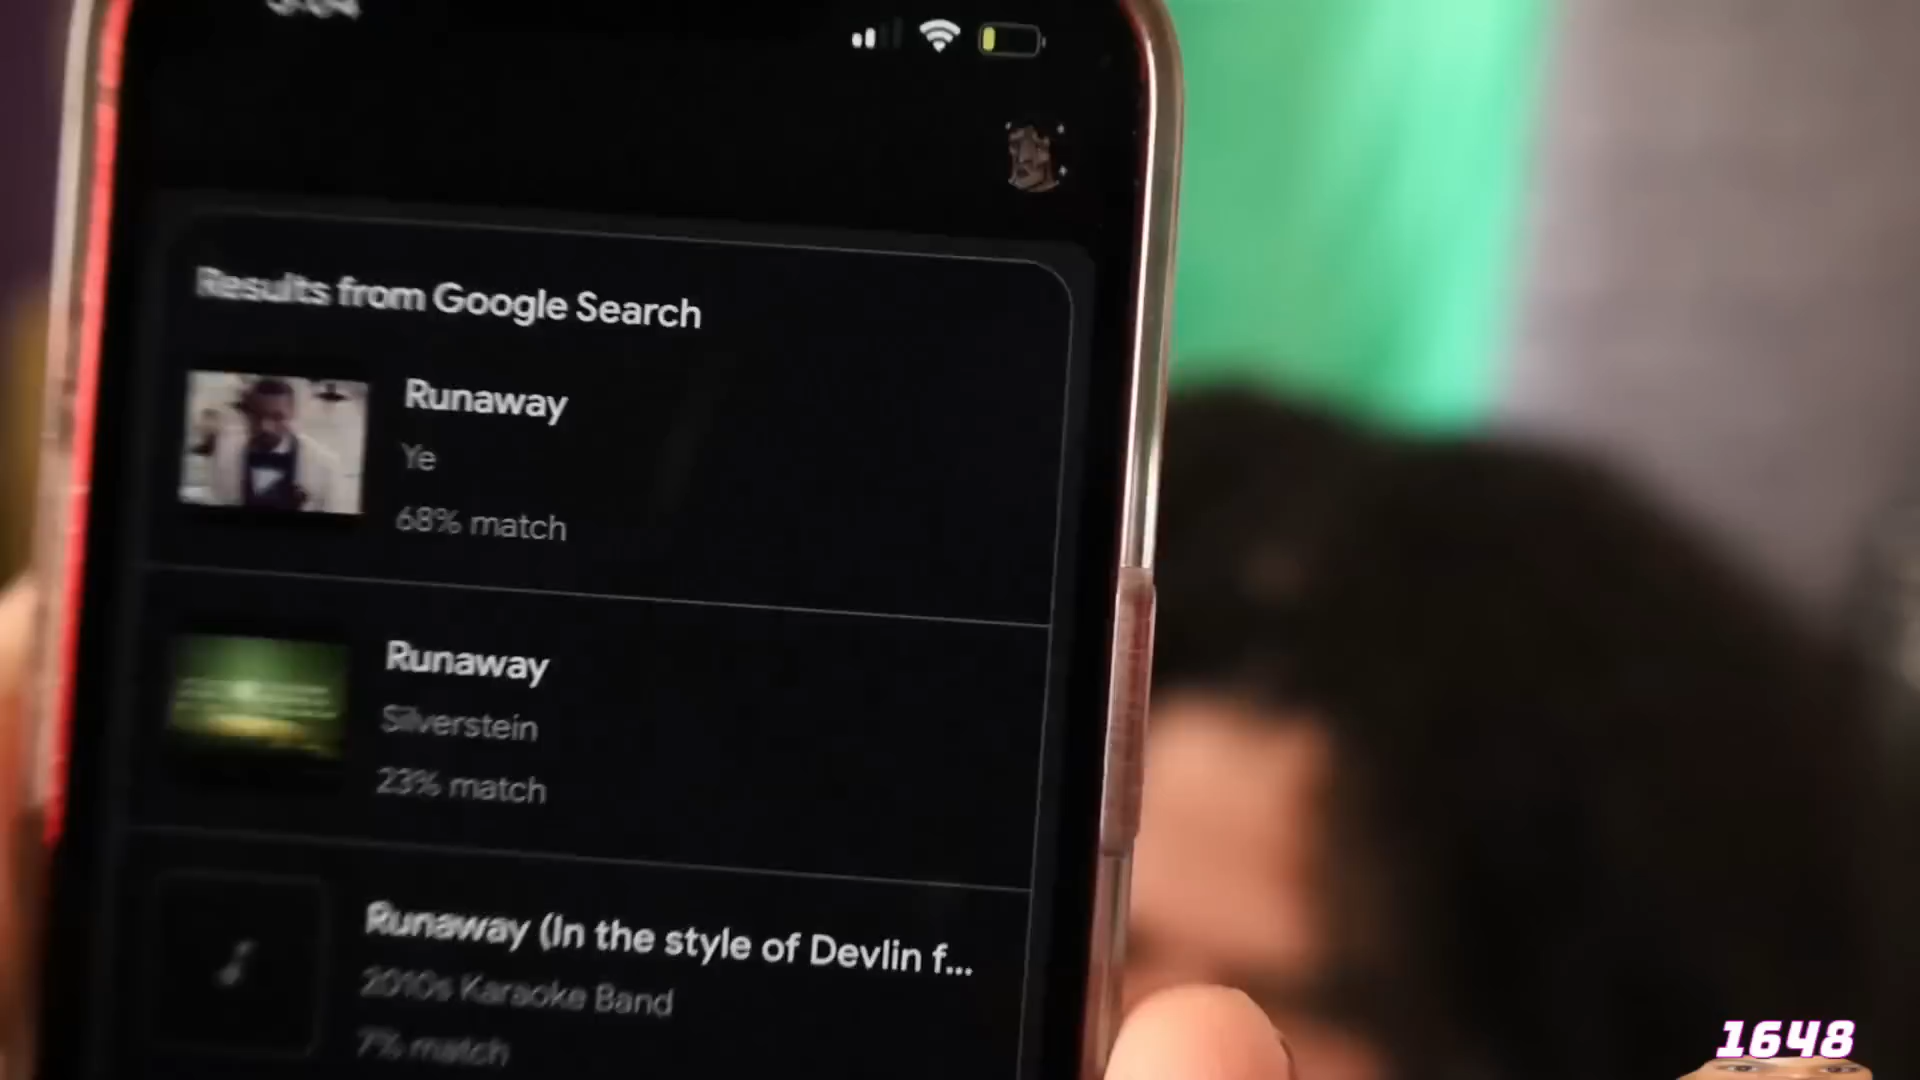 Results from Google Search
Runaway
Ye
68% match
Runaway
Silverstein
23% match
Runaway (In the style of Devlin f...
2010s Karaoke Band
7% match
1648